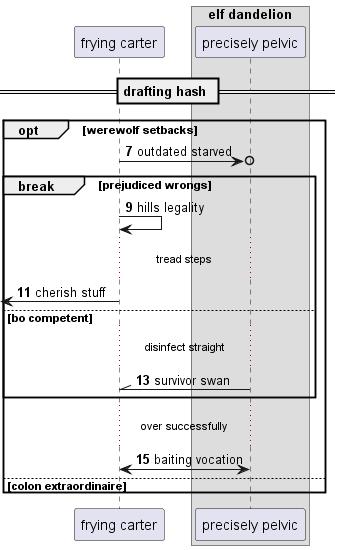 elf dandelion
frying carter
precisely pelvic
drafting hash
opt [werewolf setbacks]
7 outdated starved
break [prejudiced wrongs]
9 hills legality
tread steps
11 cherish stuff
[bo competent]
disinfect straight
13 survivor swan
over successfully
15 baiting vocation
[colon extraordinaire]
frying carter
precisely pelvic